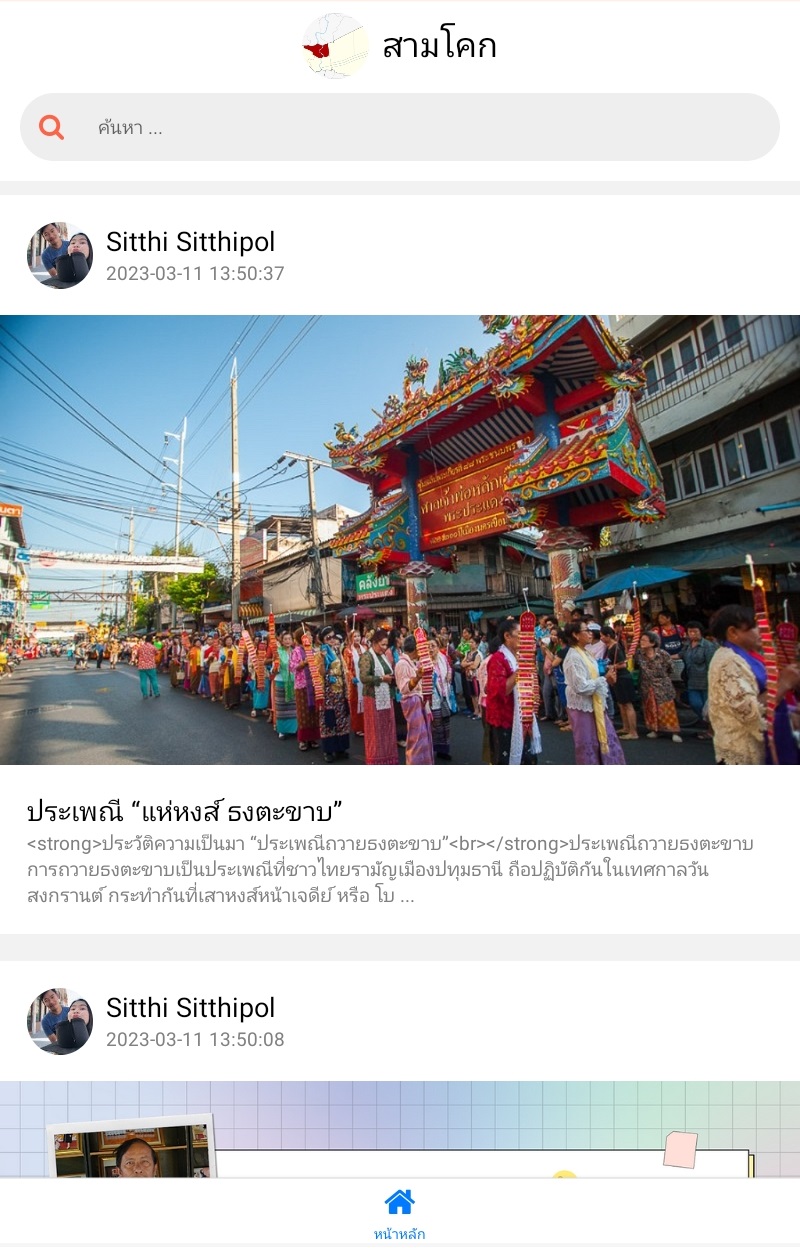 สามโคก
ค้นหา ...
Sitthi Sitthipol
2023-03-11 13:50:37
คลังยา
ประเพณี “แห่หงส์ ธงตะขาบ”
<strong>ประวัติความเป็นมา “ประเพณีถวายธงตะขาบ”<br></strong>ประเพณีถวายธงตะขาบ
การถวายธงตะขาบเป็นประเพณีที่ชาวไทยรามัญเมืองปทุมธานี ถือปฏิบัติกันในเทศกาลวัน
สงกรานต์ กระทำกันที่เสาหงส์หน้าเจดีย์ หรือ โบ ...
Sitthi Sitthipol
2023-03-11 13:50:08
หน้าหลัก